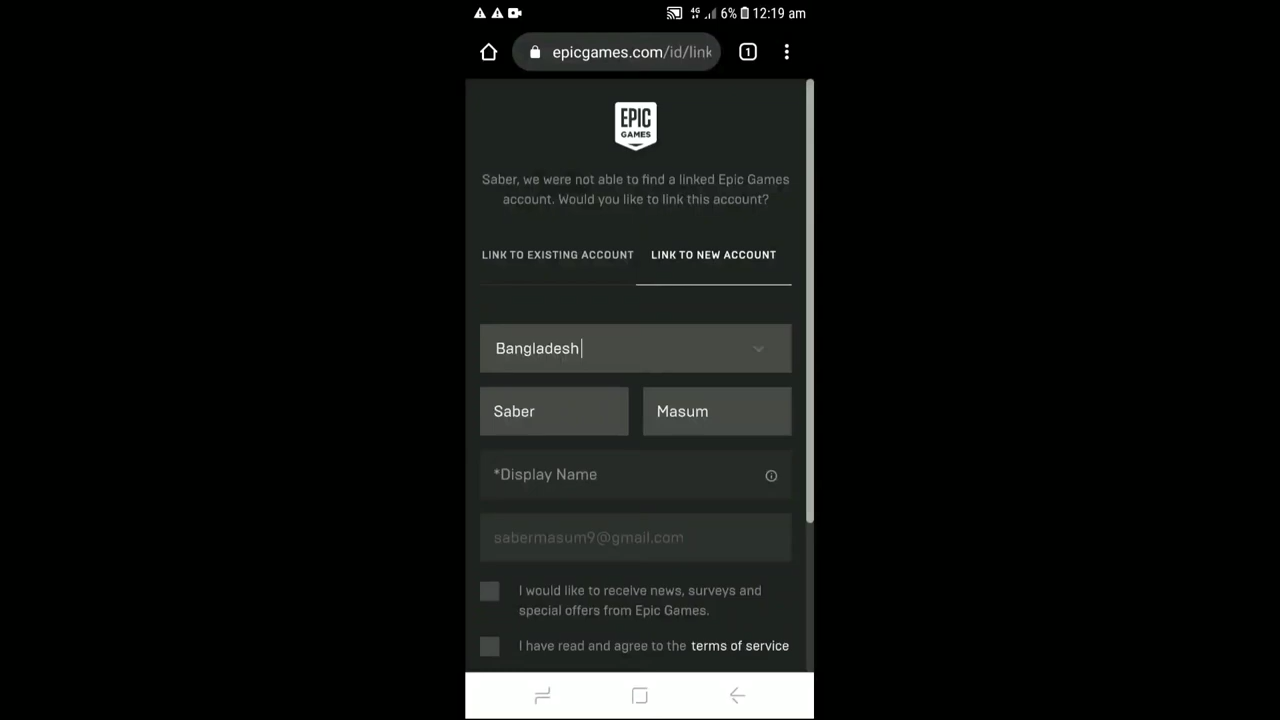 4G 6% 12:19 am
epicgames.com/id/link
1
EPIC
GAMES
Saber, we were not able to find a linked Epic Games
account. Would you like to link this account?
LINK TO EXISTING ACCOUNT LINK TO NEW ACCOUNT
Bangladesh
Saber Masum
*Display Name
sabermasum9@gmail.com
I would like to receive news, surveys and
special offers from Epic Games.
I have read and agree to the terms of service